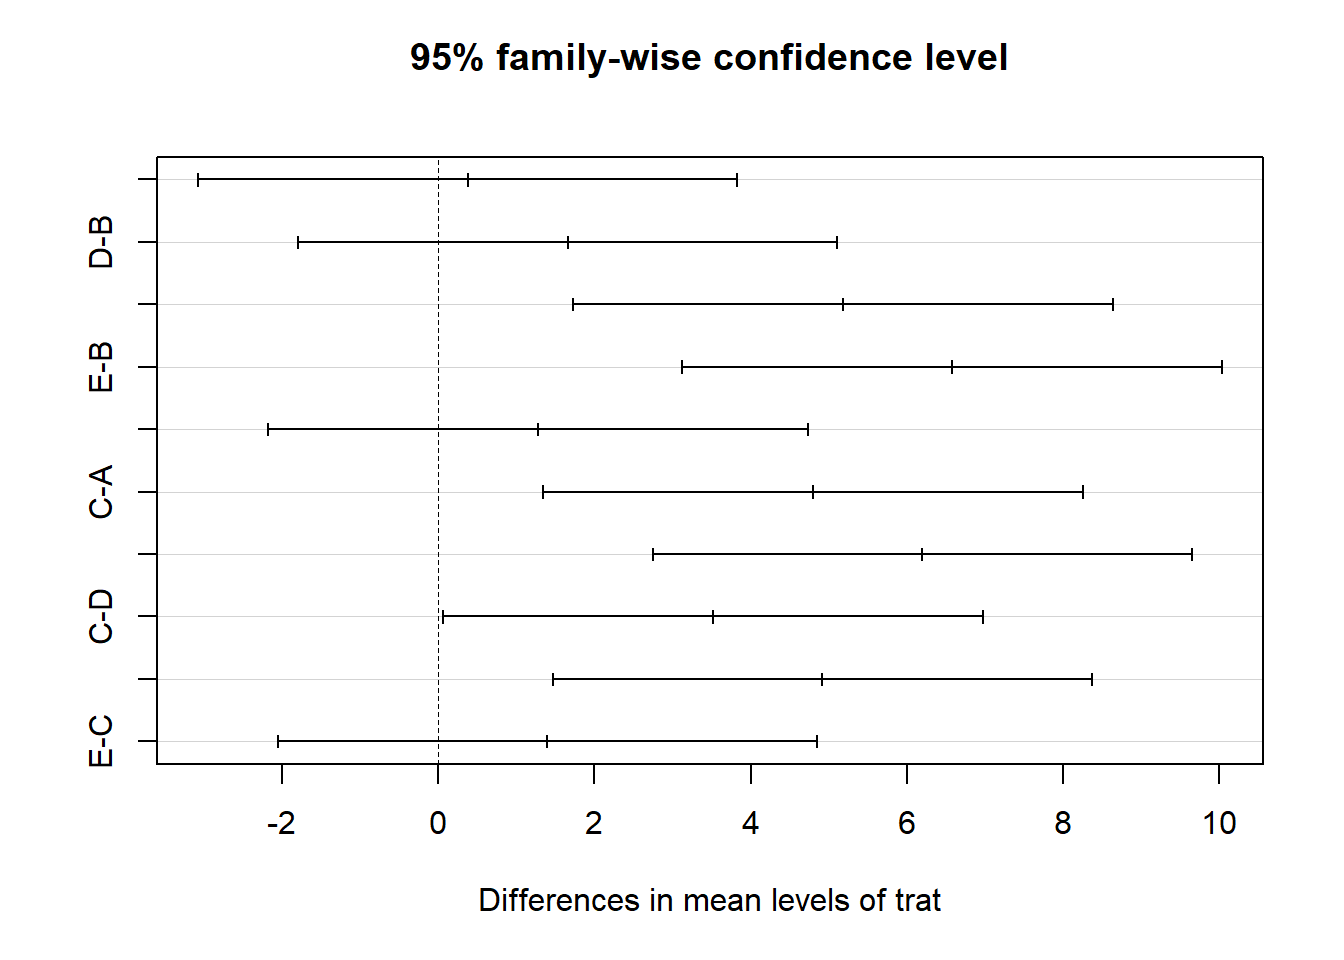 95% family-wise confidence level
D-B
E-B
C-A
C-D
E-C
-2 0 2 4 6 8 10
Differences in mean levels of trat